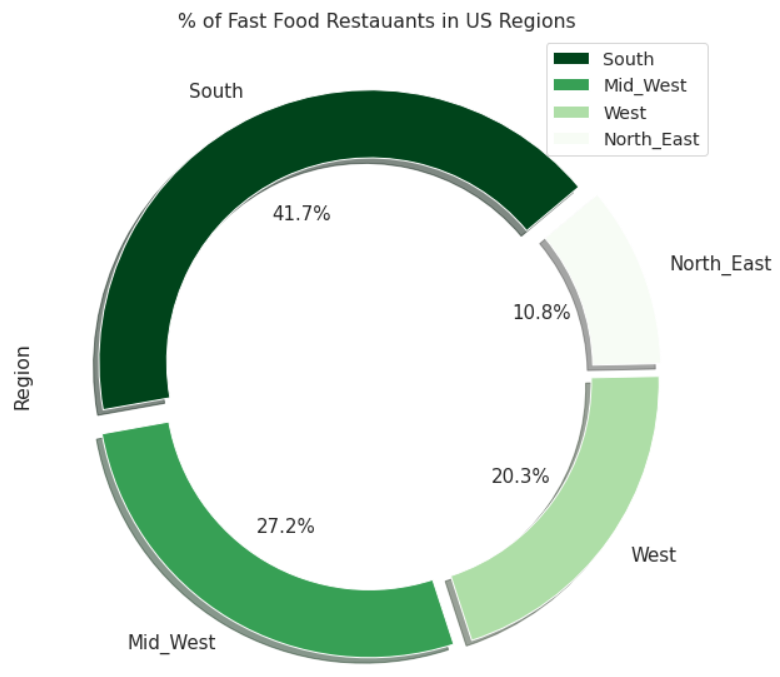 % of Fast Food Restauants in US Regions
South
Mid_West
West
North_East
South
41.7%
North_East
10.8%
Region
20.3%
27.2%
West
Mid_West